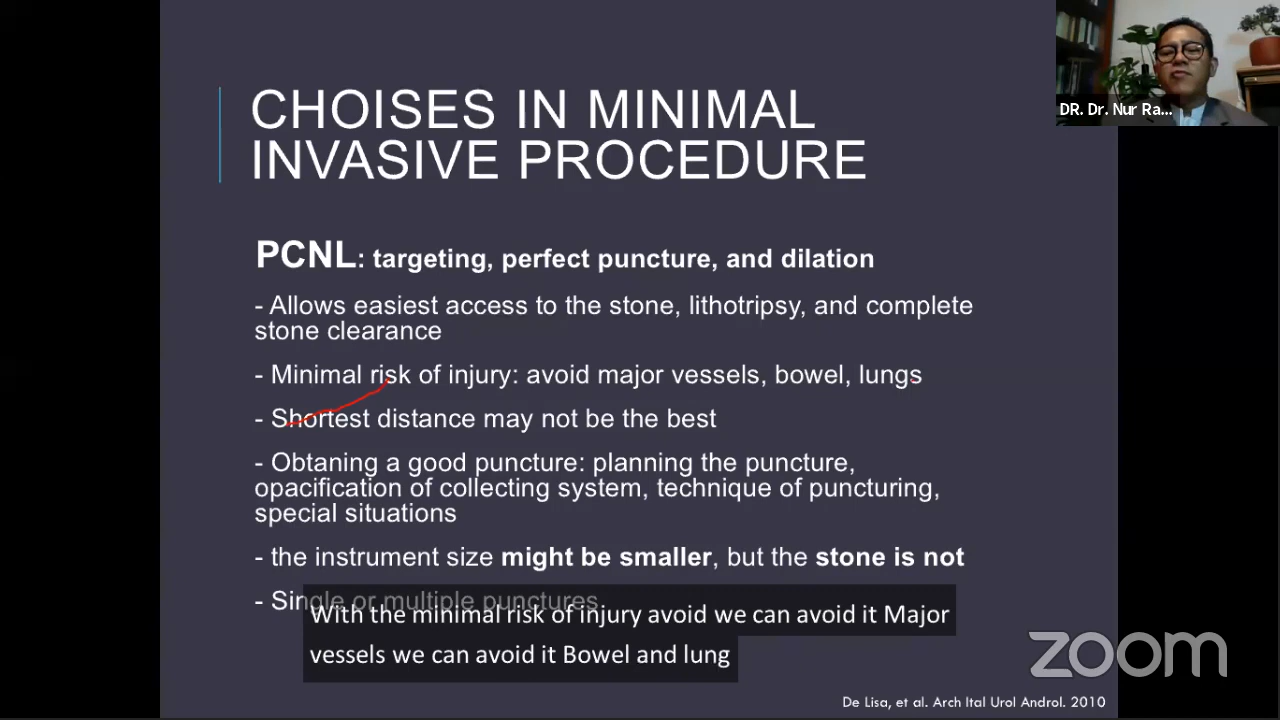 CHOISES IN MINIMAL
INVASIVE PROCEDURE
DR. Dr. Nur Ra...
PCNL: targeting, perfect puncture, and dilation
- Allows easiest access to the stone, lithotripsy, and complete
stone clearance
- Minimal risk of injury: avoid major vessels, bowel, lungs
- Shortest distance may not be the best
- Obtaning a good puncture: planning the puncture,
opacification of collecting system, technique of puncturing,
special situations
- the instrument size might be smaller, but the stone is not
- Single or multiple punctures
With the minimal risk of injury avoid we can avoid it Major
vessels we can avoid it Bowel and lung
zoom
De Lisa, et al. Arch Ital Urol Androl. 2010